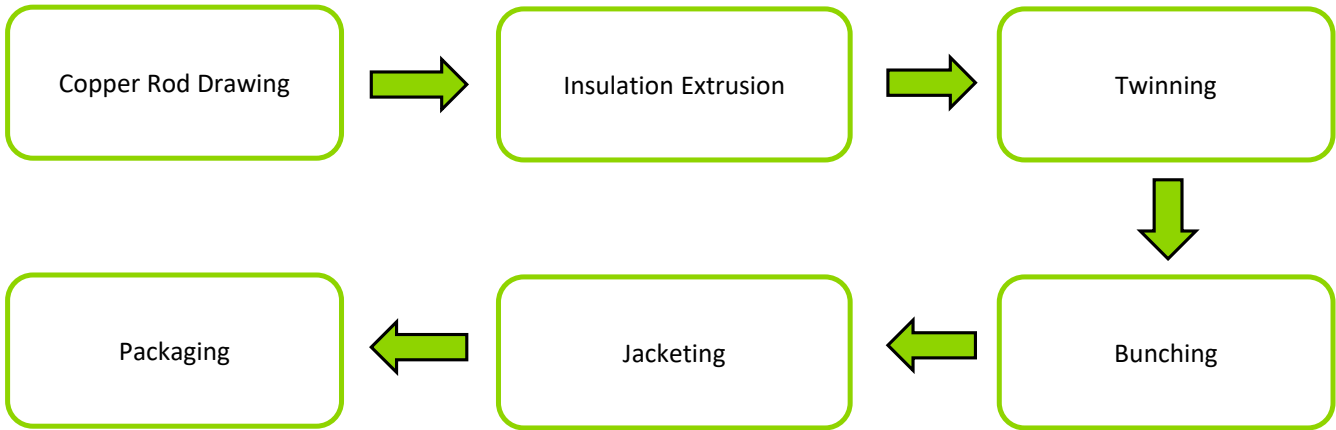 Copper Rod Drawing
Insulation Extrusion
Twinning
Bunching
Jacketing
Packaging